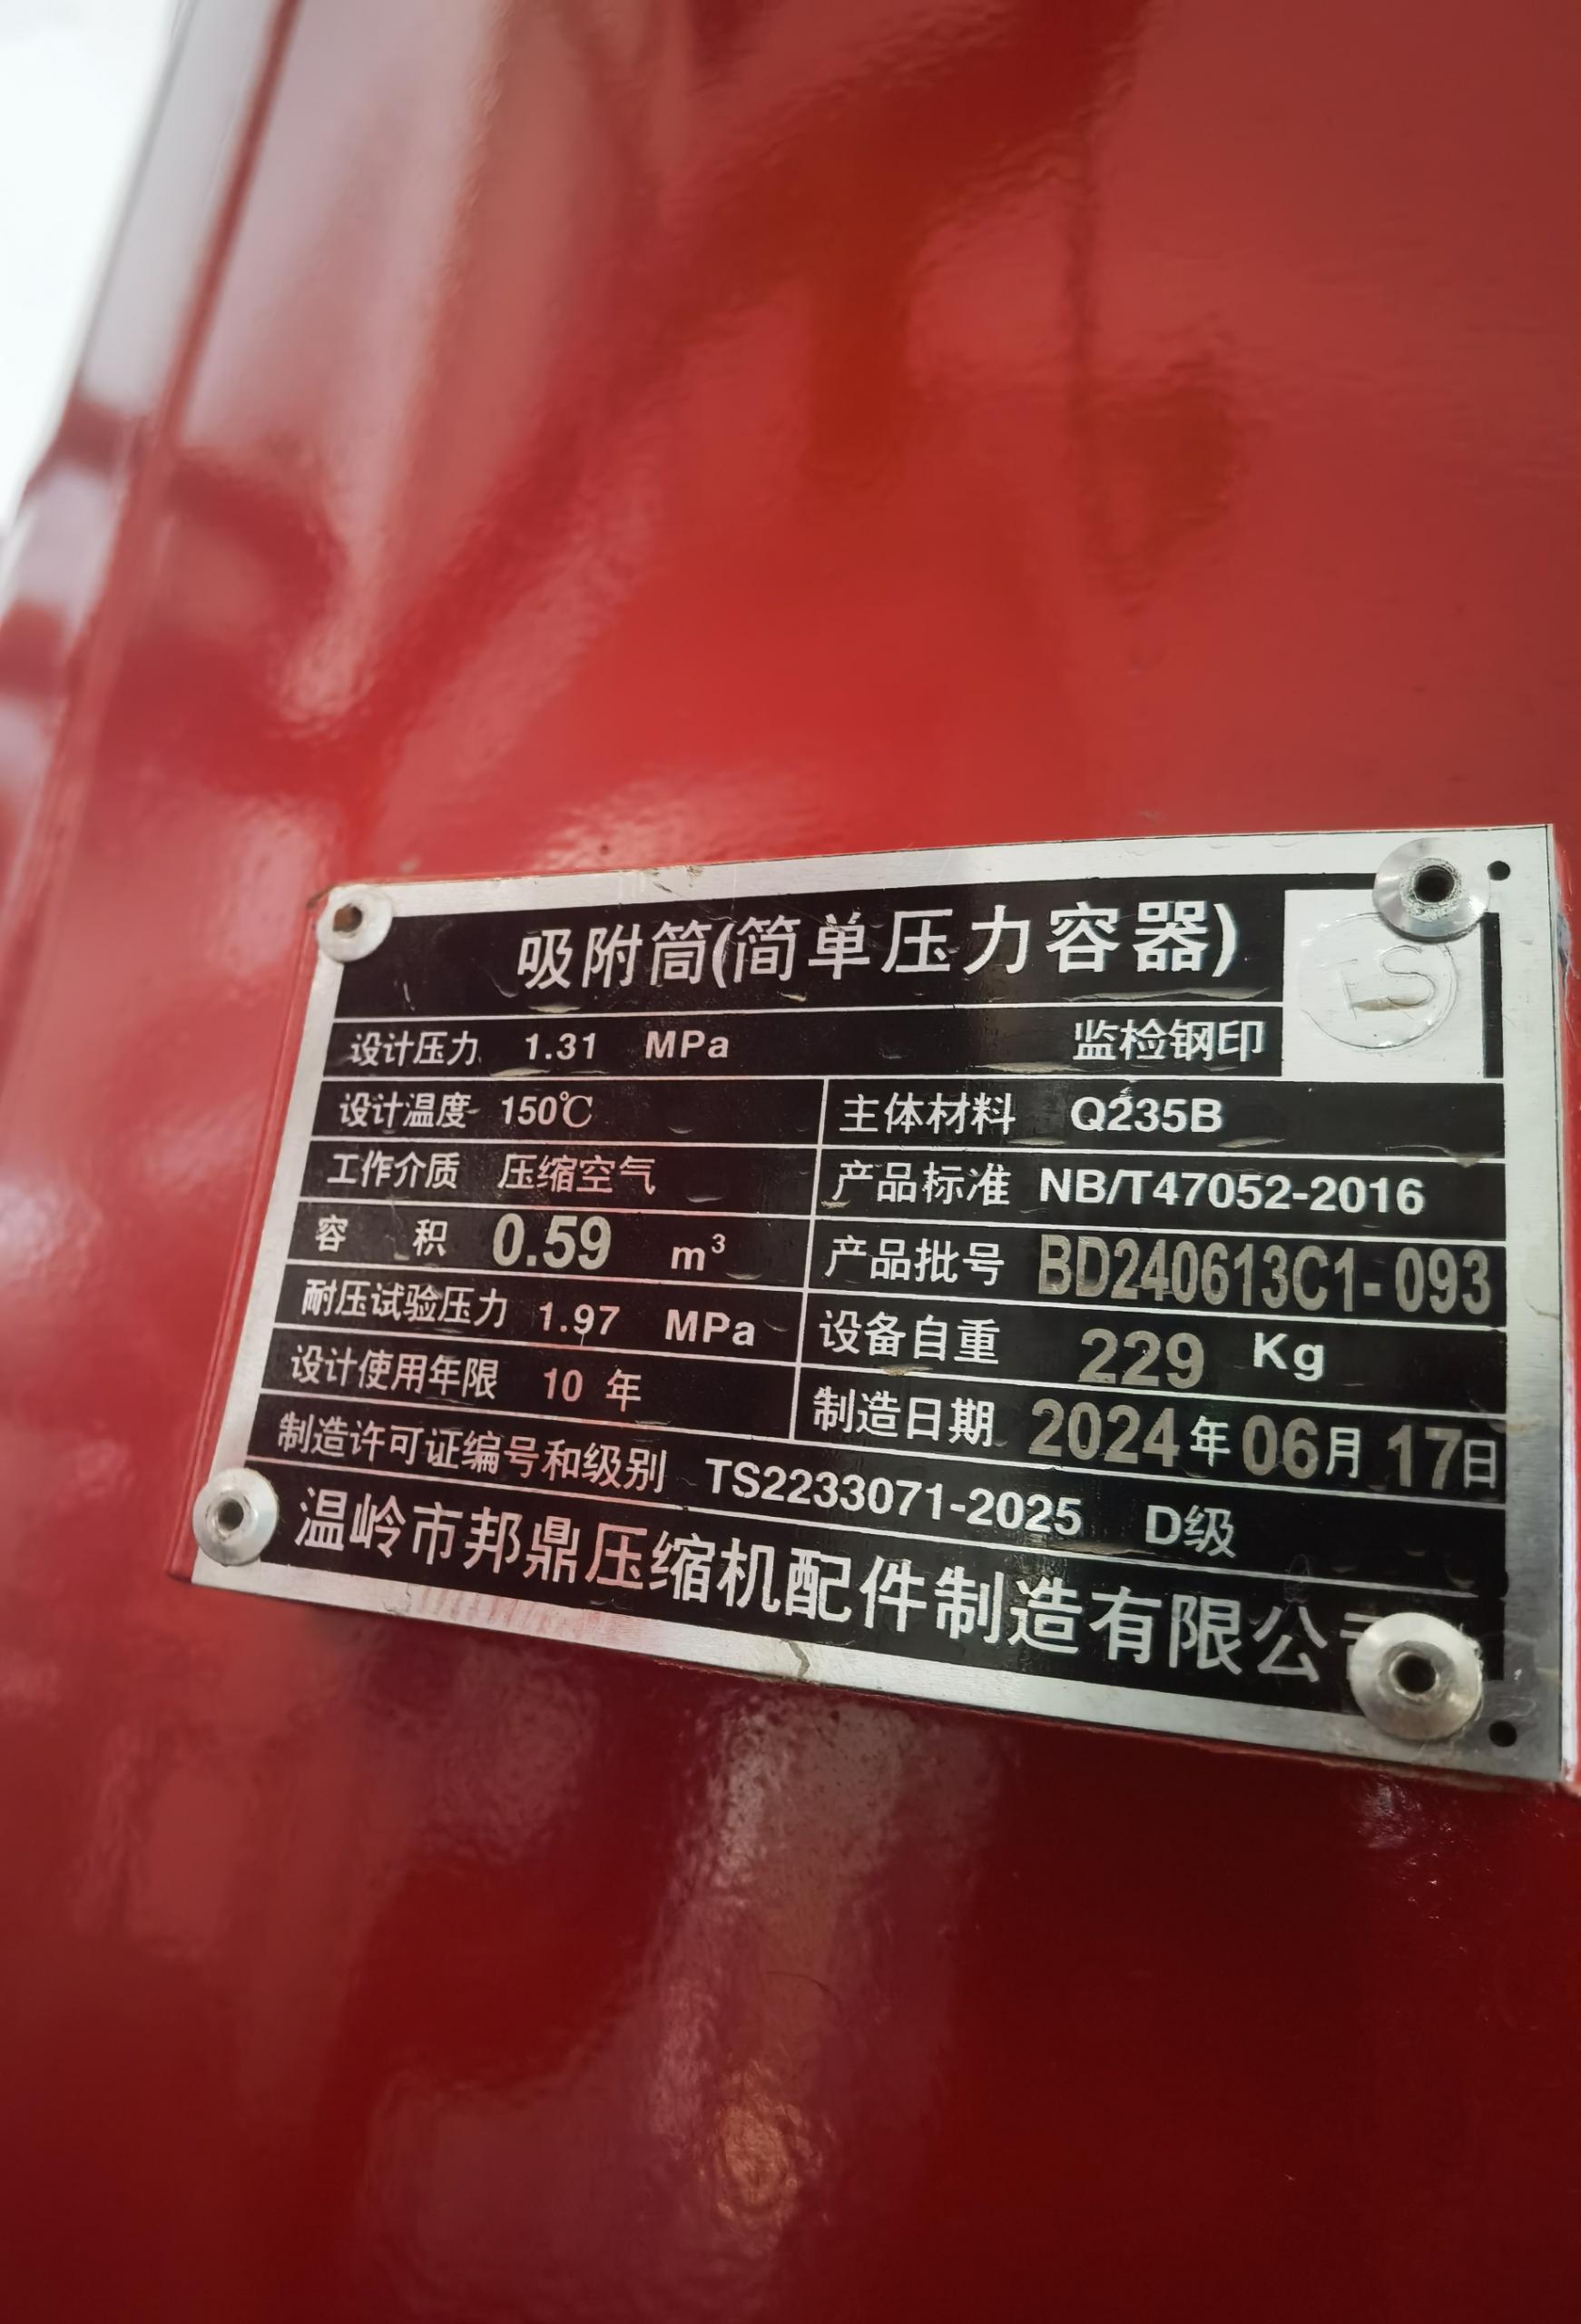 吸附筒(简单压力容器)
TS
设计压力 1.31 MPa 监检钢印
设计温度 150℃ 主体材料 Q235B
工作介质 压缩空气 产品标准 NB/T47052-2016
容 积 0.59 m³ 产品批号 BD240613C1-093
耐压试验压力 1.97 MPa 设备自重 229 Kg
设计使用年限 10 年 制造日期 2024年06月17日
制造许可证编号和级别 TS2233071-2025 D级
温岭市邦鼎压缩机配件制造有限公